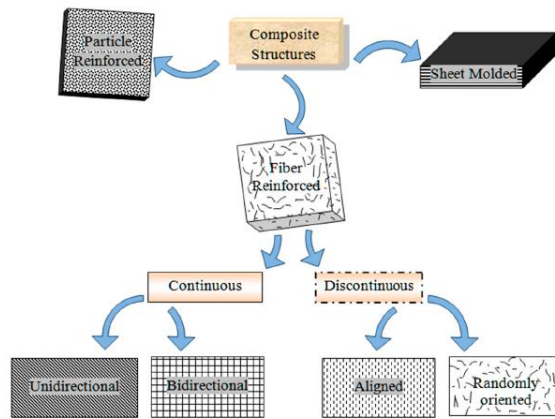 Particle
Reinforced
Composite
Structures
Sheet Molded
Fiber
Reinforced
Continuous
Discontinuous
Unidirectional
Bidirectional
Aligned
Randomly
oriented